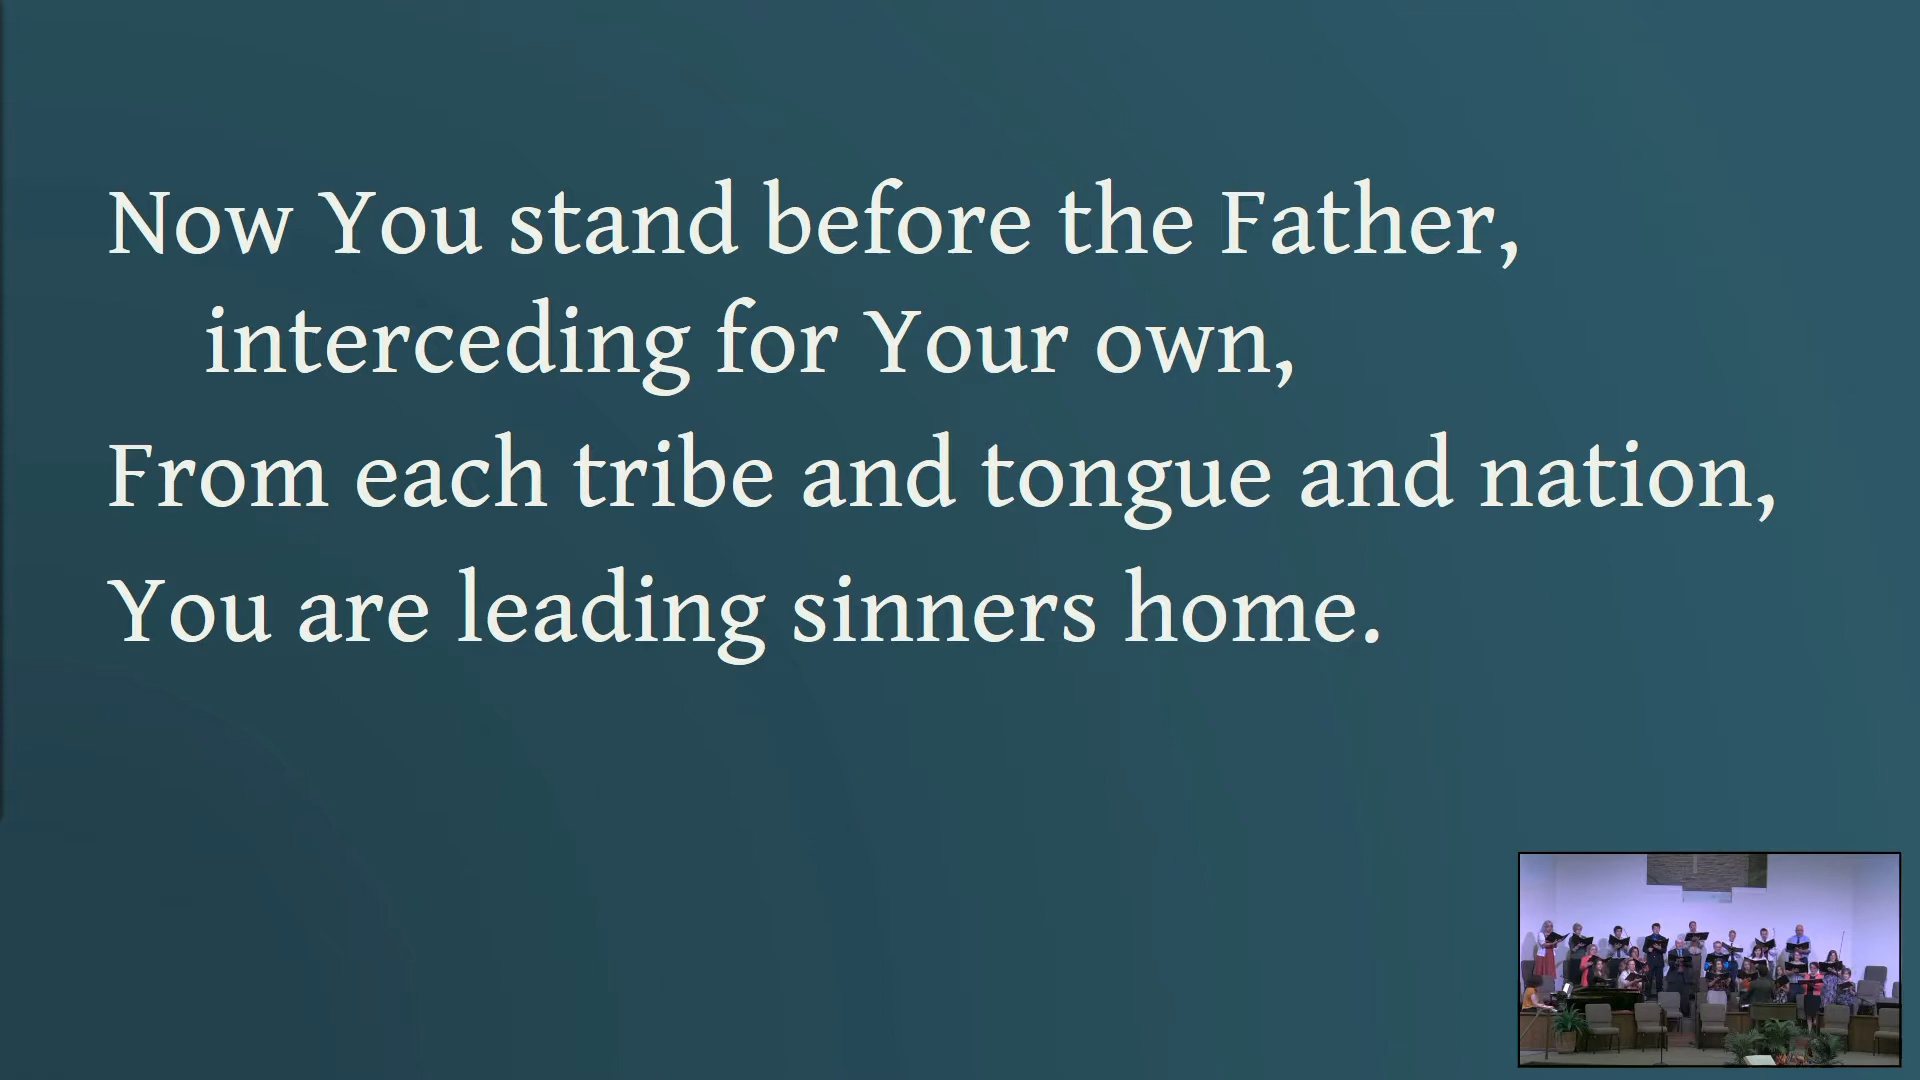 Now You stand before the Father,
interceding for Your own,
From each tribe and tongue and nation,
You are leading sinners home.